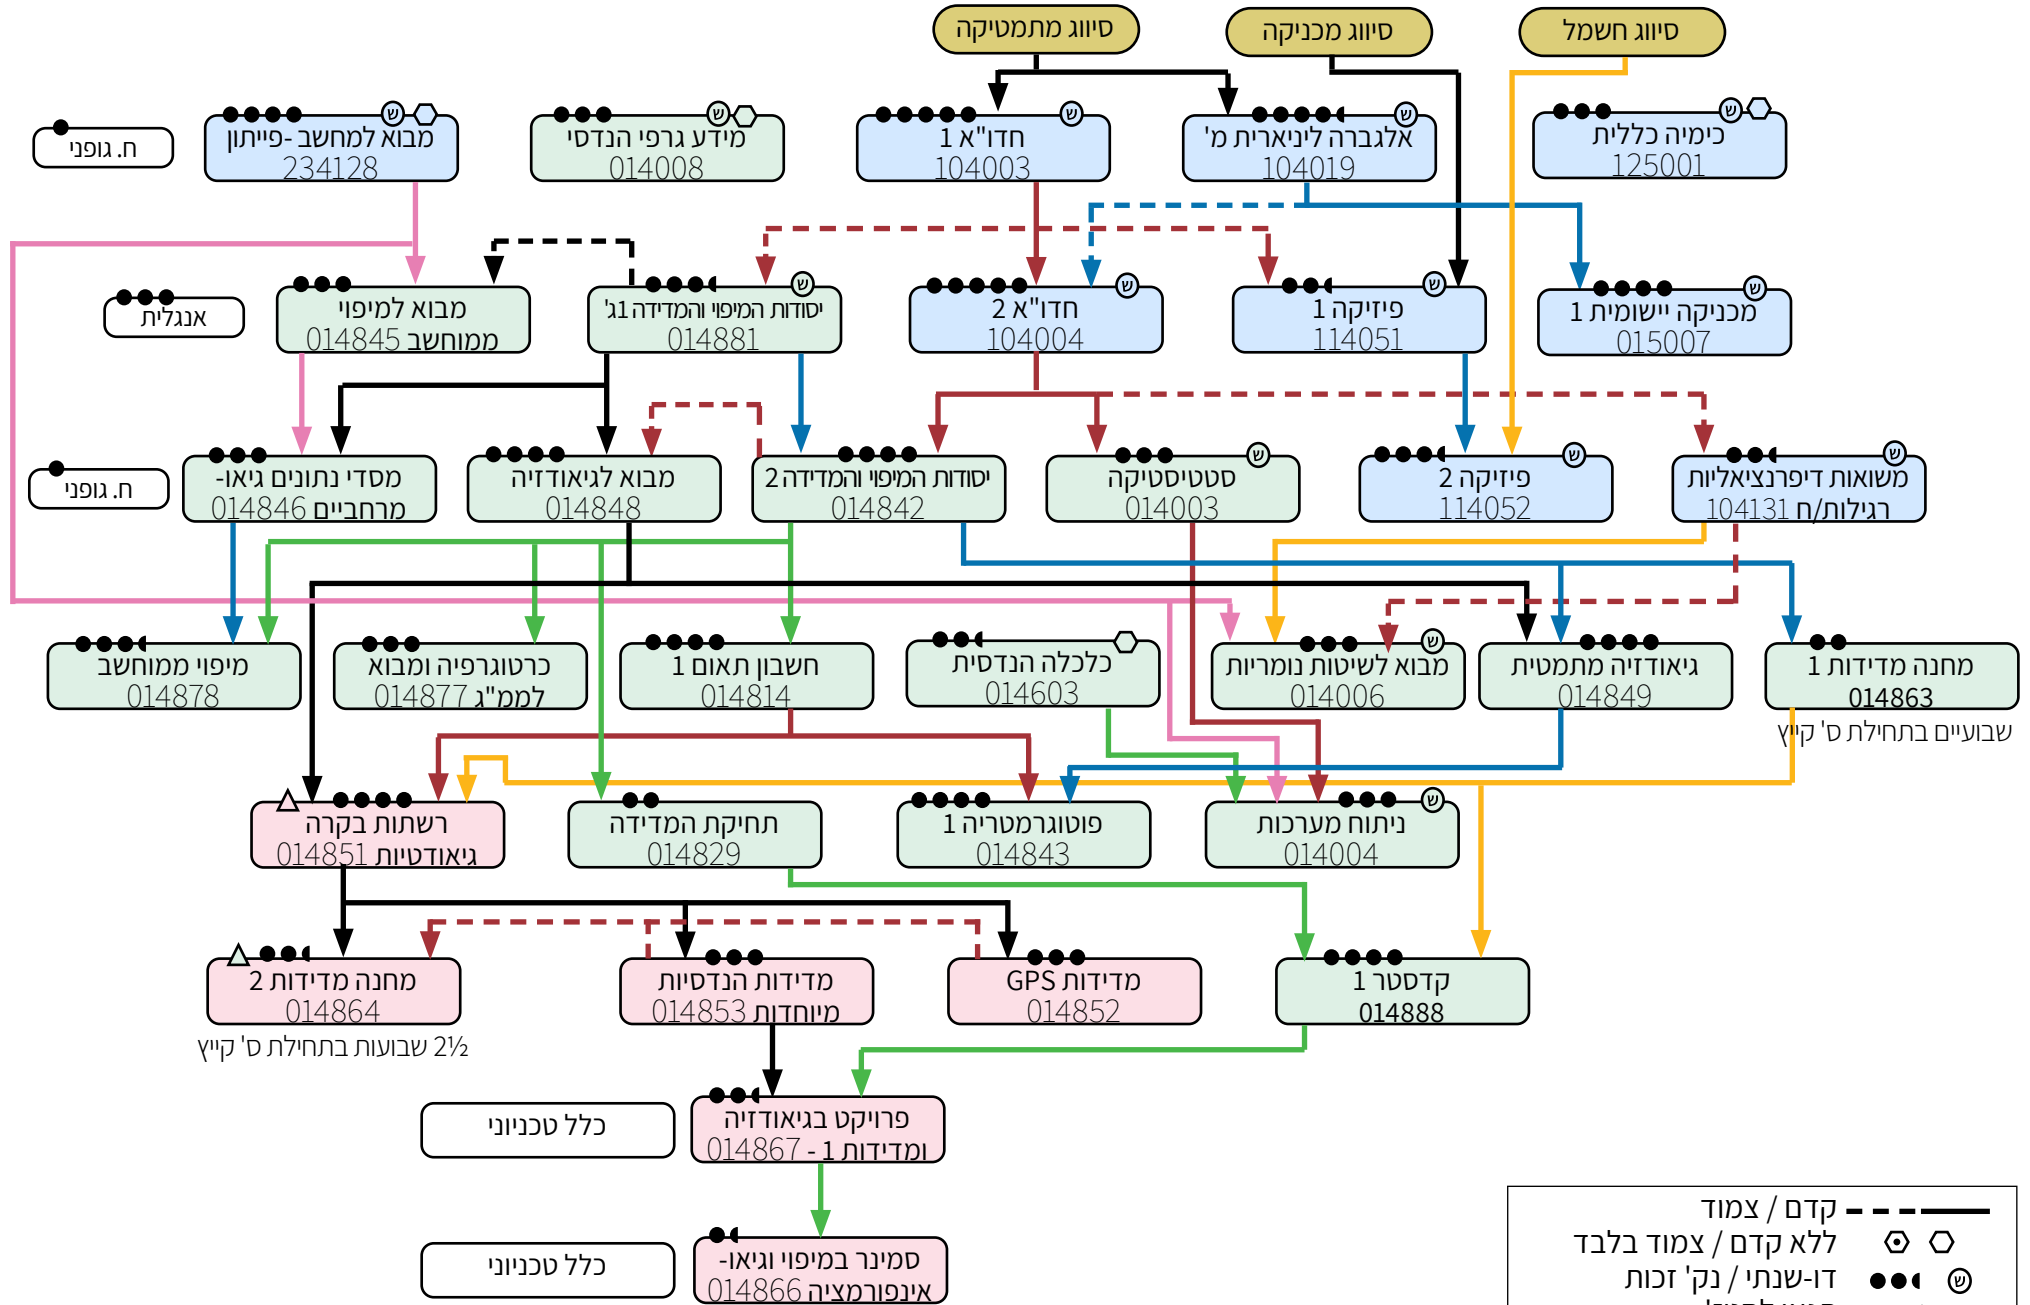 סיווג חשמל
סיווג מכניקה
סיווג מתמטיקה
כימיה כללית
125001
אלגברה ליניארית מ'
104019
חדו"א 1
104003
מידע גרפי הנדסי
014008
מבוא למחשב -פייתון
234128
ח. גופני
מכניקה יישומית 1
015007
פיזיקה 1
114051
חדו"א 2
104004
יסודות המיפוי והמדידה 1ג'
014881
מבוא למיפוי
ממוחשב 014845
אנגלית
משוואות דיפרנציאליות
רגילות/ח 104131
פיזיקה 2
114052
סטטיסטיקה
014003
יסודות המיפוי והמדידה 2
014842
מבוא לגיאודזיה
014848
מסדי נתונים גיאו-
מרחביים 014846
ח. גופני
מחנה מדידות 1
014863
שבועיים בתחילת ס' קייץ
גיאודזיה מתמטית
014849
מבוא לשיטות נומריות
014006
כלכלה הנדסית
014603
חשבון תאום 1
014814
כרטוגרפיה ומבוא
לממ"ג 014877
מיפוי ממוחשב
014878
ניתוח מערכות
014004
פוטוגרמטריה 1
014843
תחיקת המדידה
014829
רשתות בקרה
גיאודטיות 014851
קדסטר 1
014888
מדידות GPS
014852
מדידות הנדסיות
מיוחדות 014853
מחנה מדידות 2
014864
2½ שבועות בתחילת ס' קייץ
פרויקט בגיאודזיה
ומדידות 1 - 014867
כלל טכניוני
סמינר במיפוי וגיאו-
אינפורמציה 014866
כלל טכניוני
קדם / צמוד
ללא קדם / צמוד בלבד
דו-שנתי / נק' זכות